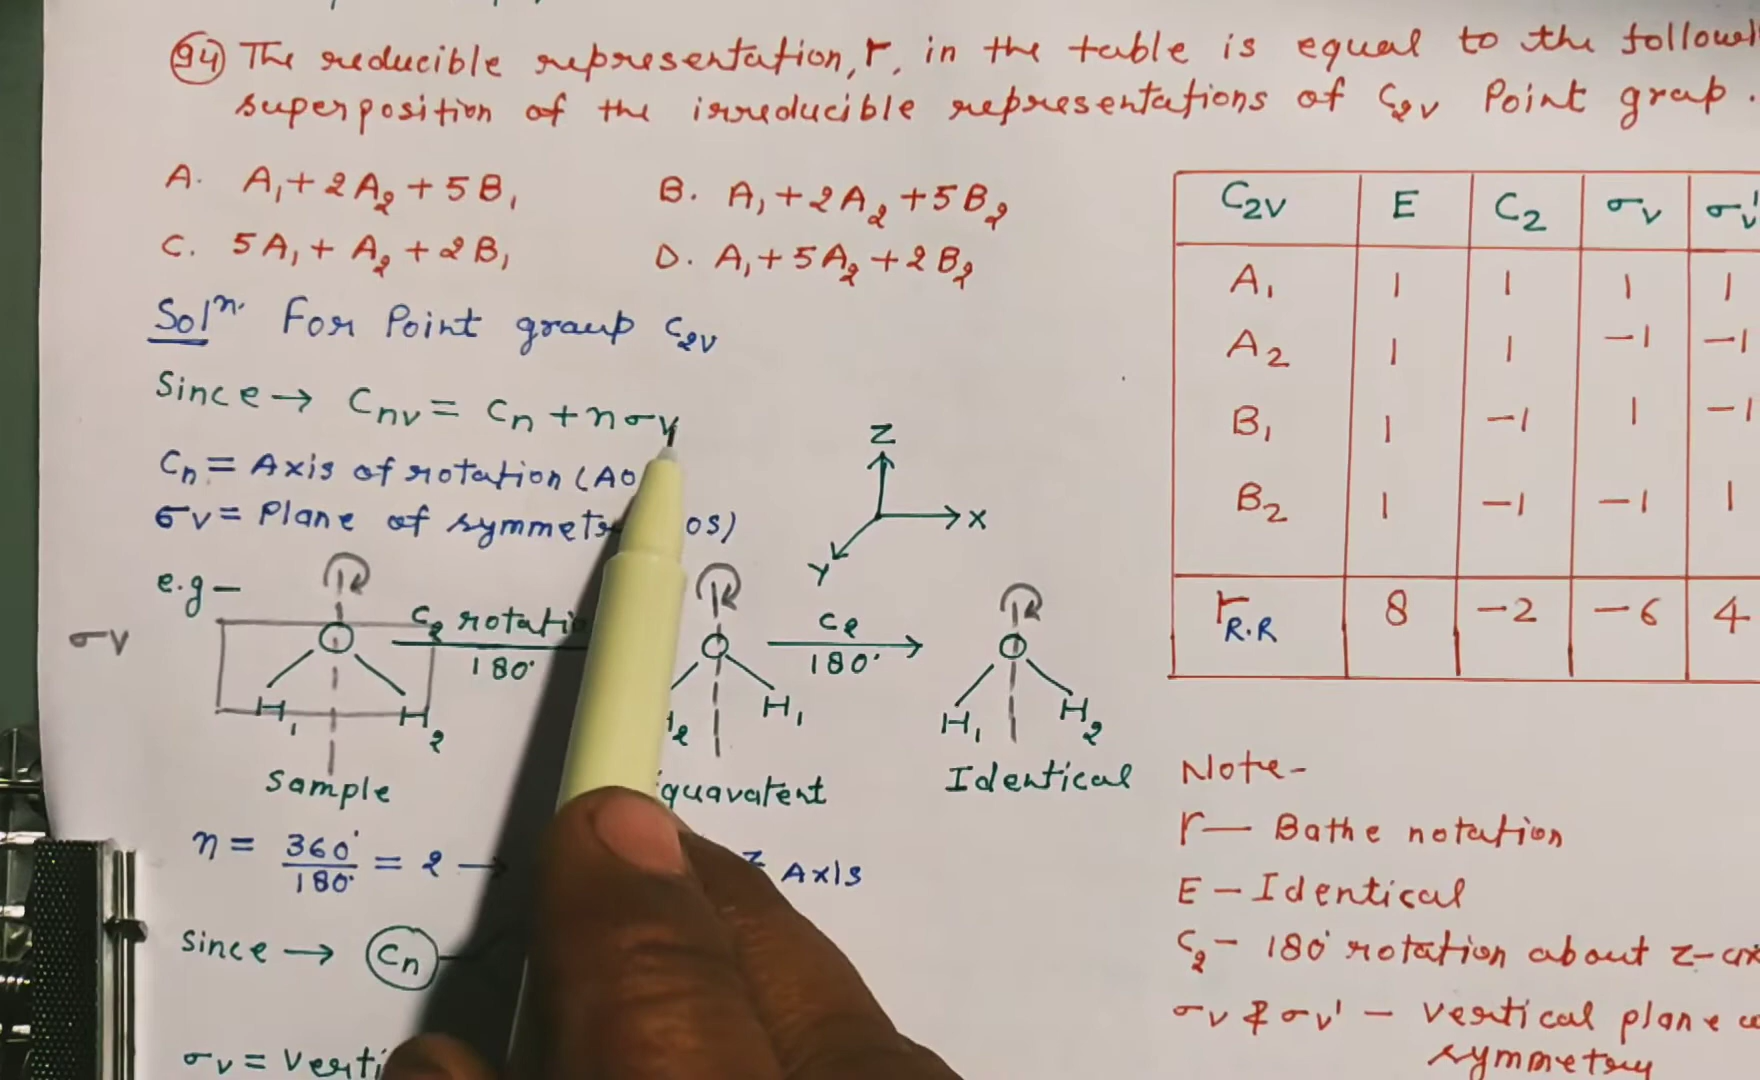 94 The reducible representation, Γ, in the table is equal to the followi
superposition of the irreducible representations of C2v Point group.
A. A1+2A2+5B1 B. A1+2A2+5B2
C. 5A1+A2+2B1 D. A1+5A2+2B2
Soln. For Point group C2v
Since → Cnv = Cn + nσv
Cn = Axis of rotation (AO
σv = Plane of symmet os)
e.g -
Z
X
Y
σv
C2 rotatio
180°
C2
180°
H1 H2
H2 H1
H1 H2
Sample
quavalent
Identical
n = 360°/180° = 2 → Z Axis
Since → Cn
σv = Verti
C2v E C2 σv σv'
A1 1 1 1 1
A2 1 1 -1 -1
B1 1 -1 1 -1
B2 1 -1 -1 1
ΓR.R 8 -2 -6 4
Note-
Γ — Bathe notation
E - Identical
C2 - 180° rotation about z-ax
σv & σv' - vertical plane o
symmetry